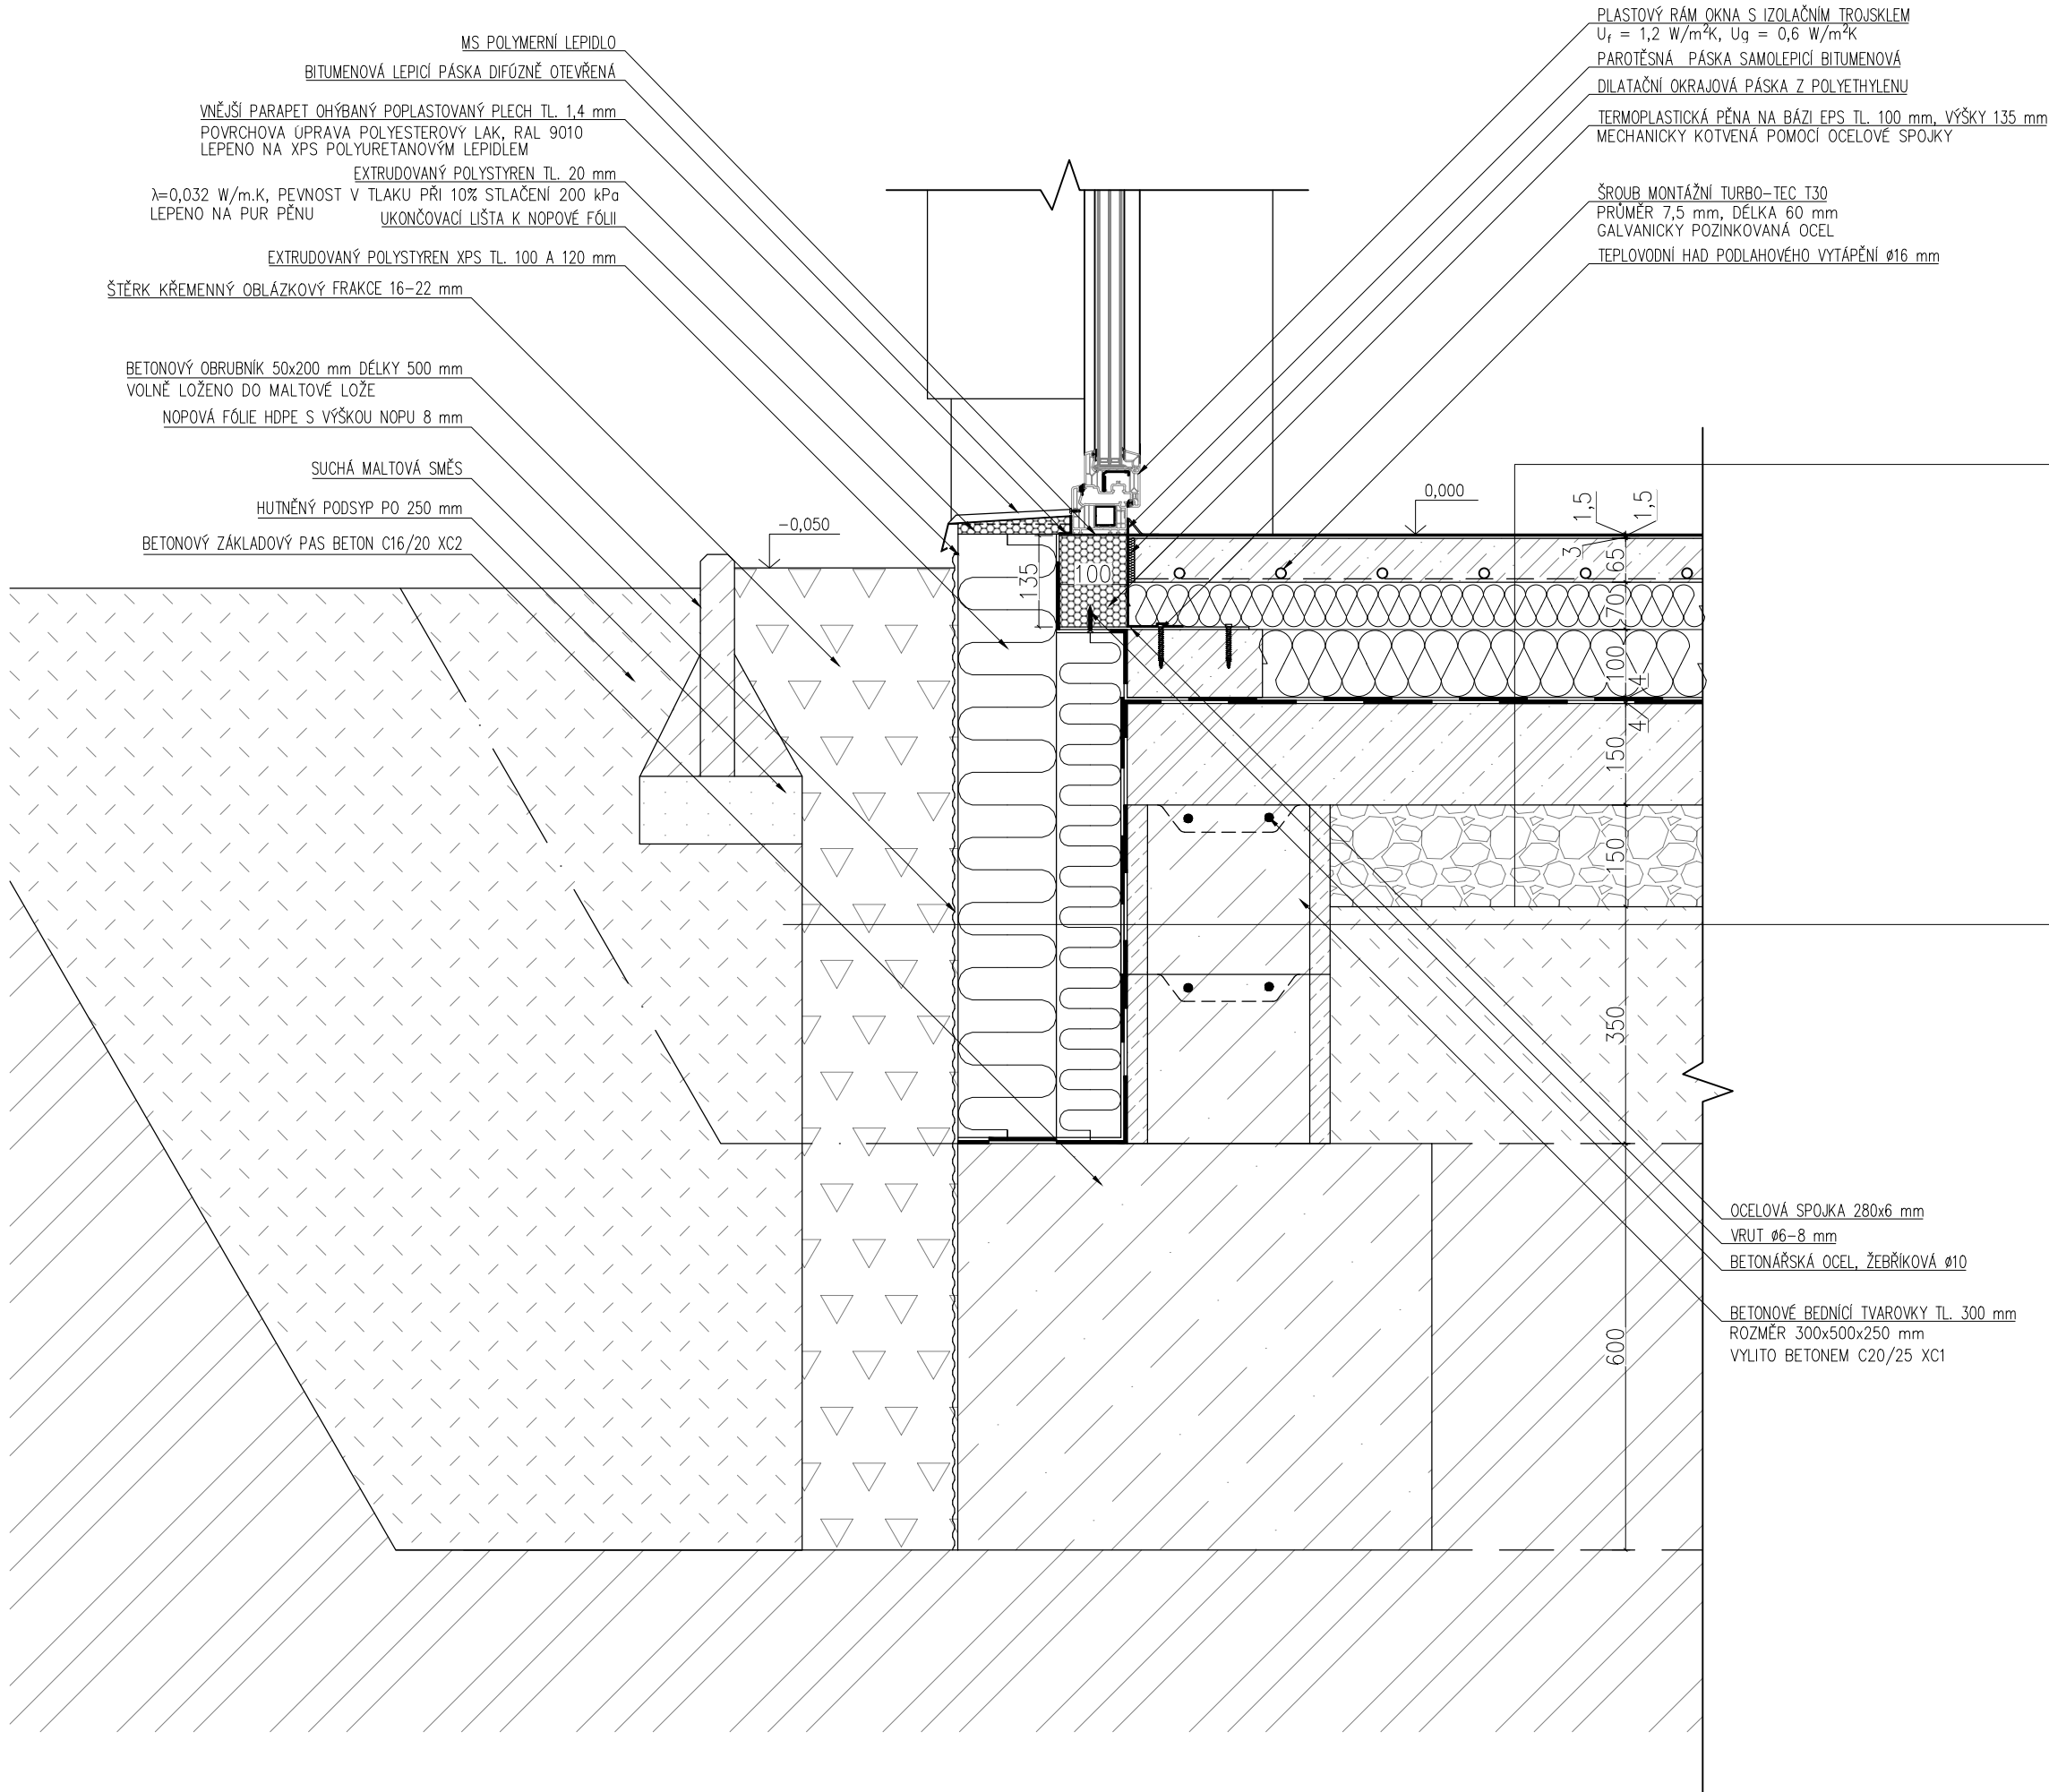 MS POLYMERNÍ LEPIDLO
BITUMENOVÁ LEPICÍ PÁSKA DIFÚZNĚ OTEVŘENÁ
VNĚJŠÍ PARAPET OHÝBANÝ POPLASTOVANÝ PLECH TL. 1,4 mm
POVRCHOVA ÚPRAVA POLYESTEROVÝ LAK, RAL 9010
LEPENO NA XPS POLYURETANOVÝM LEPIDLEM
EXTRUDOVANÝ POLYSTYREN TL. 20 mm
λ=0,032 W/m.K, PEVNOST V TLAKU PŘI 10% STLAČENÍ 200 kPa
LEPENO NA PUR PĚNU
UKONČOVACÍ LIŠTA K NOPOVÉ FÓLII
EXTRUDOVANÝ POLYSTYREN XPS TL. 100 A 120 mm
ŠTĚRK KŘEMENNÝ OBLÁZKOVÝ FRAKCE 16-22 mm
BETONOVÝ OBRUBNÍK 50x200 mm DÉLKY 500 mm
VOLNĚ LOŽENO DO MALTOVÉ LOŽE
NOPOVÁ FÓLIE HDPE S VÝŠKOU NOPU 8 mm
SUCHÁ MALTOVÁ SMĚS
HUTNĚNÝ PODSYP PO 250 mm
BETONOVÝ ZÁKLADOVÝ PAS BETON C16/20 XC2
PLASTOVÝ RÁM OKNA S IZOLAČNÍM TROJSKLEM
Uf = 1,2 W/m²K, Ug = 0,6 W/m²K
PAROTĚSNÁ PÁSKA SAMOLEPICÍ BITUMENOVÁ
DILATAČNÍ OKRAJOVÁ PÁSKA Z POLYETHYLENU
TERMOPLASTICKÁ PĚNA NA BÁZI EPS TL. 100 mm, VÝŠKY 135 mm
MECHANICKY KOTVENÁ POMOCÍ OCELOVÉ SPOJKY
ŠROUB MONTÁŽNÍ TURBO-TEC T30
PRŮMĚR 7,5 mm, DÉLKA 60 mm
GALVANICKY POZINKOVANÁ OCEL
TEPLOVODNÍ HAD PODLAHOVÉHO VYTÁPĚNÍ ø16 mm
-0,050
0,000
135
100
1,5
1,5
3
65
70
100
4
4
150
150
350
600
OCELOVÁ SPOJKA 280x6 mm
VRUT ø6-8 mm
BETONÁŘSKÁ OCEL, ŽEBŘÍKOVÁ ø10
BETONOVÉ BEDNÍCÍ TVAROVKY TL. 300 mm
ROZMĚR 300x500x250 mm
VYLITO BETONEM C20/25 XC1